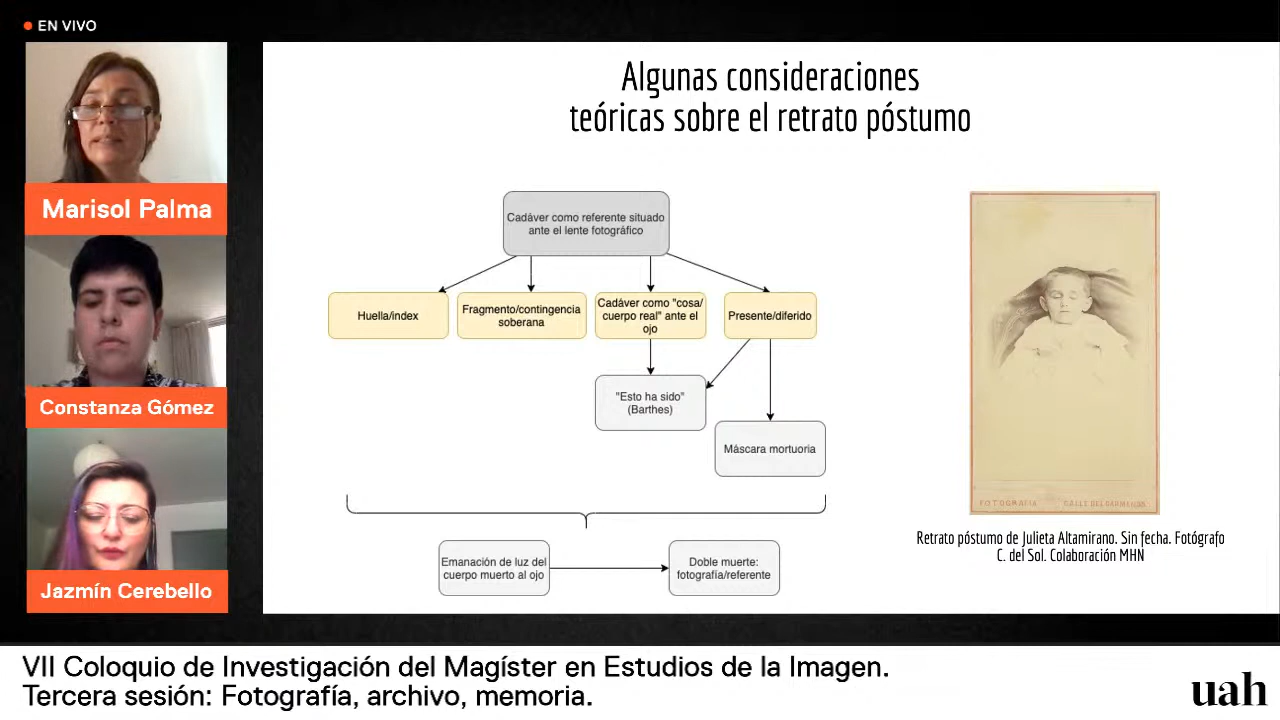 EN VIVO
Marisol Palma
Constanza Gómez
Jazmín Cerebello
Algunas consideraciones
teóricas sobre el retrato póstumo
Cadáver como referente situado
ante el lente fotográfico
Huella/index
Fragmento/contingencia
soberana
Cadáver como "cosa/
cuerpo real" ante el
ojo
Presente/diferido
"Esto ha sido"
(Barthes)
Máscara mortuoria
Emanación de luz del
cuerpo muerto al ojo
Doble muerte:
fotografía/referente
FOTOGRAFIA
Retrato póstumo de Julieta Altamirano. Sin fecha. Fotógrafo
C. del Sol. Colaboración MHN
VII Coloquio de Investigación del Magíster en Estudios de la Imagen.
Tercera sesión: Fotografía, archivo, memoria.
uah